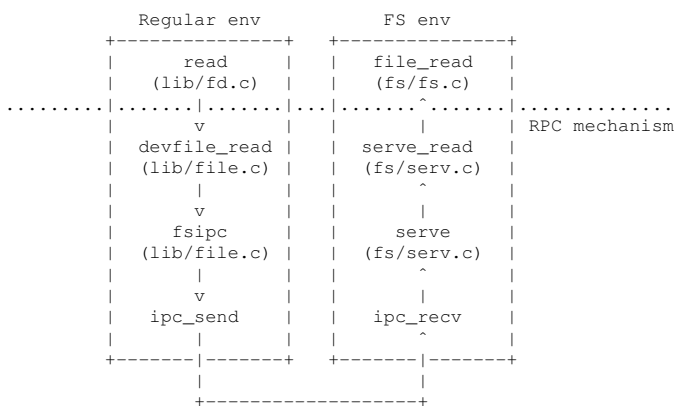 Regular env FS env
read file_read
(lib/fd.c) (fs/fs.c)
RPC mechanism
devfile_read serve_read
(lib/file.c) (fs/serv.c)
fsipc serve
(lib/file.c) (fs/serv.c)
ipc_send ipc_recv